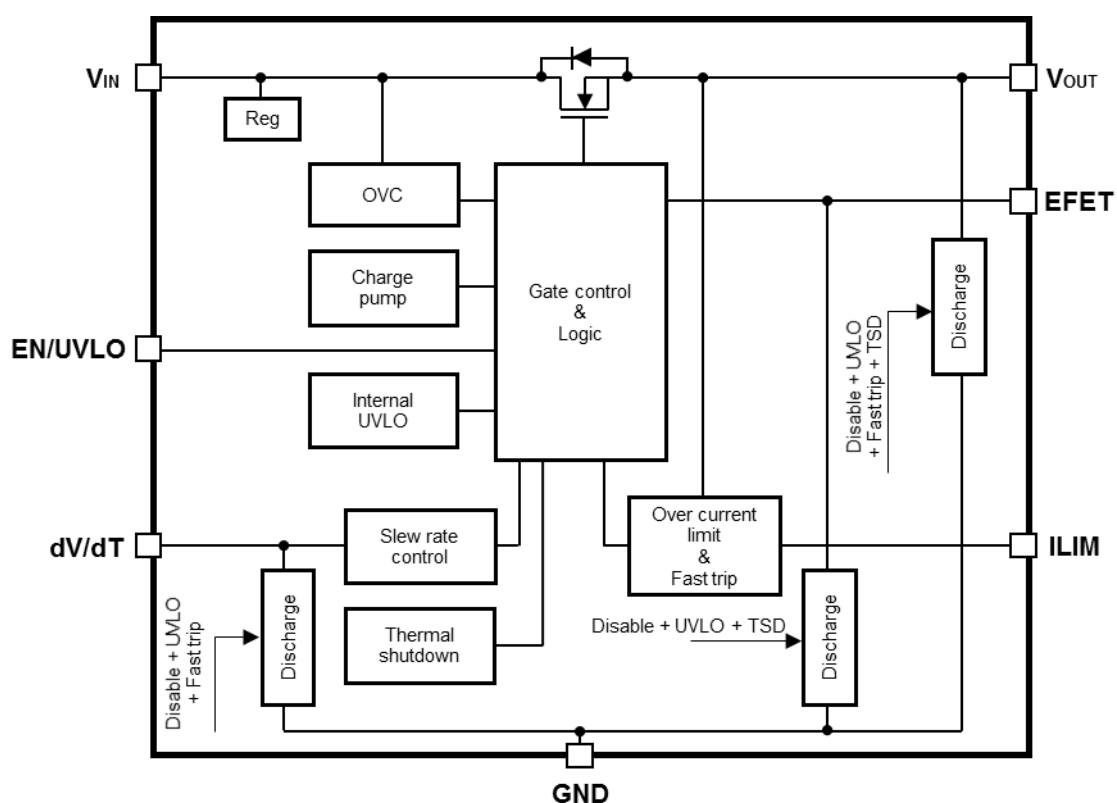 VIN
VOUT
Reg
OVC
EFET
Charge
pump
Gate control
&
Logic
Discharge
Disable + UVLO
+ Fast trip + TSD
EN/UVLO
Internal
UVLO
dV/dT
Slew rate
control
Over current
limit
&
Fast trip
ILIM
Disable + UVLO
+ Fast trip
Discharge
Thermal
shutdown
Disable + UVLO + TSD
Discharge
GND